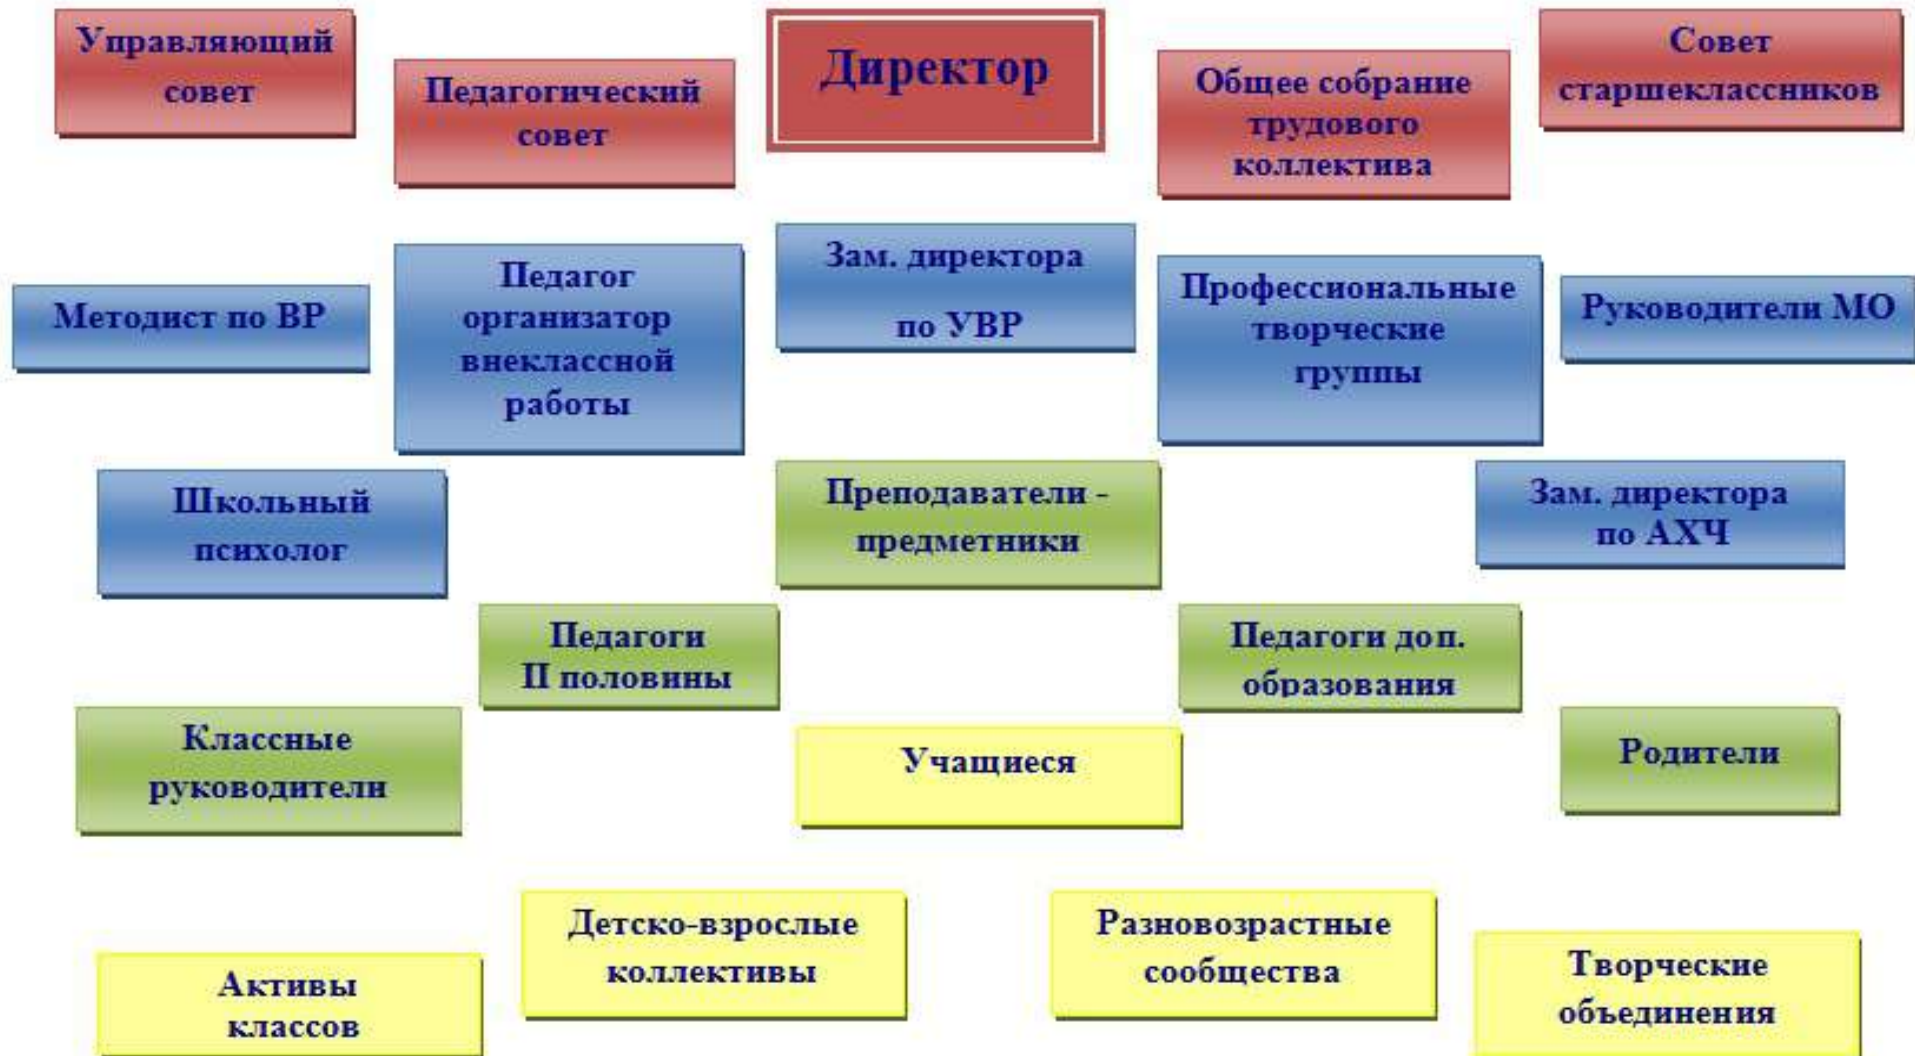 Управляющий
совет
Педагогический
совет
Директор
Общее собрание
трудового
коллектива
Совет
старшеклассников
Методист по ВР
Педагог
организатор
внеклассной
работы
Зам. директора
по УВР
Профессиональные
творческие
группы
Руководители МО
Школьный
психолог
Преподаватели -
предметники
Зам. директора
по АХЧ
Педагоги
II половины
Педагоги доп.
образования
Классные
руководители
Учащиеся
Родители
Активы
классов
Детско-взрослые
коллективы
Разновозрастные
сообщества
Творческие
объединения